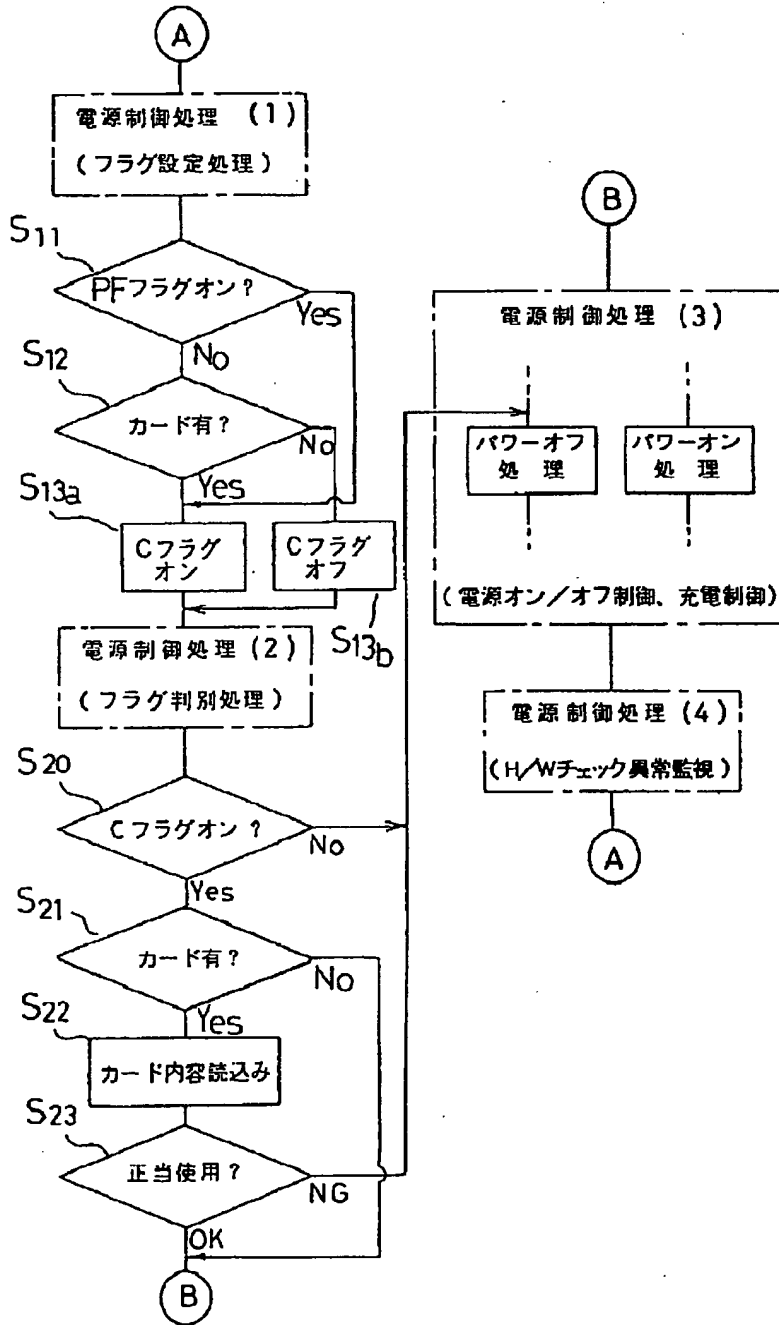 A
電源制御処理 (1)
(フラグ設定処理)
S11
PFフラグオン?
Yes
No
S12
カード有?
No
Yes
S13a
Cフラグ
オン
Cフラグ
オフ
S13b
電源制御処理 (2)
(フラグ判別処理)
S20
Cフラグオン?
No
Yes
S21
カード有?
No
Yes
S22
カード内容読込み
S23
正当使用?
NG
OK
B
B
電源制御処理 (3)
パワーオフ
処理
パワーオン
処理
(電源オン/オフ制御、充電制御)
電源制御処理 (4)
(H/Wチェック異常監視)
A